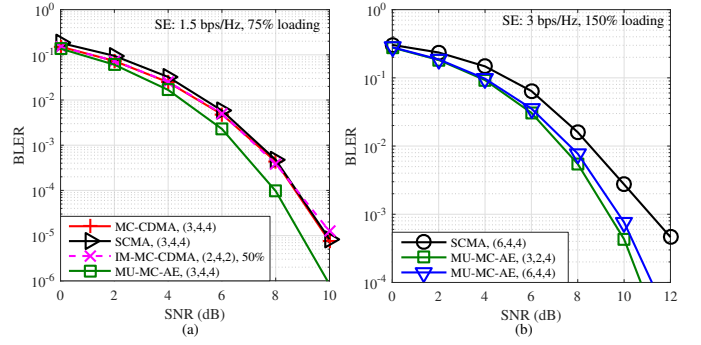 SE: 1.5 bps/Hz, 75% loading
10^0
10^-1
10^-2
10^-3
10^-4
10^-5
10^-6
BLER
MC-CDMA, (3,4,4)
SCMA, (3,4,4)
IM-MC-CDMA, (2,4,2), 50%
MU-MC-AE, (3,4,4)
0 2 4 6 8 10
SNR (dB)
(a)
SE: 3 bps/Hz, 150% loading
10^0
10^-1
10^-2
10^-3
10^-4
BLER
SCMA, (6,4,4)
MU-MC-AE, (3,2,4)
MU-MC-AE, (6,4,4)
0 2 4 6 8 10 12
SNR (dB)
(b)